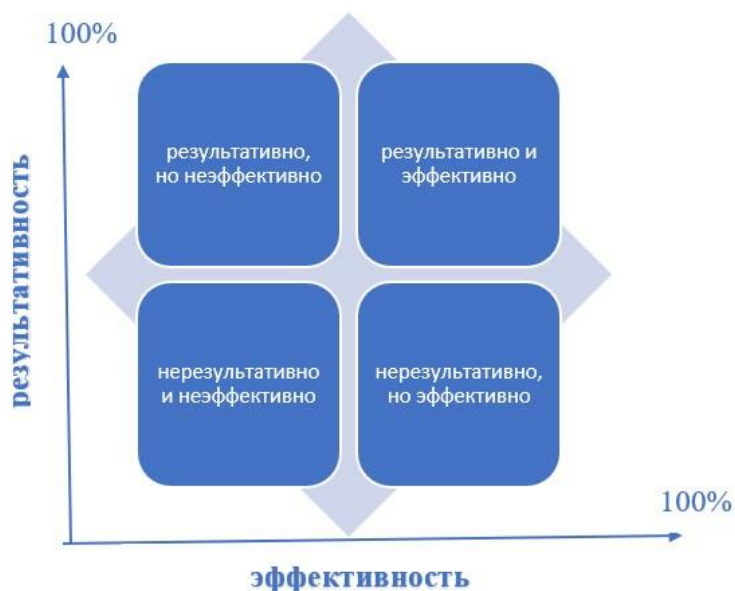 100%
результативность
результативно,
но неэффективно
результативно и
эффективно
нерезультативно
и неэффективно
нерезультативно,
но эффективно
100%
эффективность